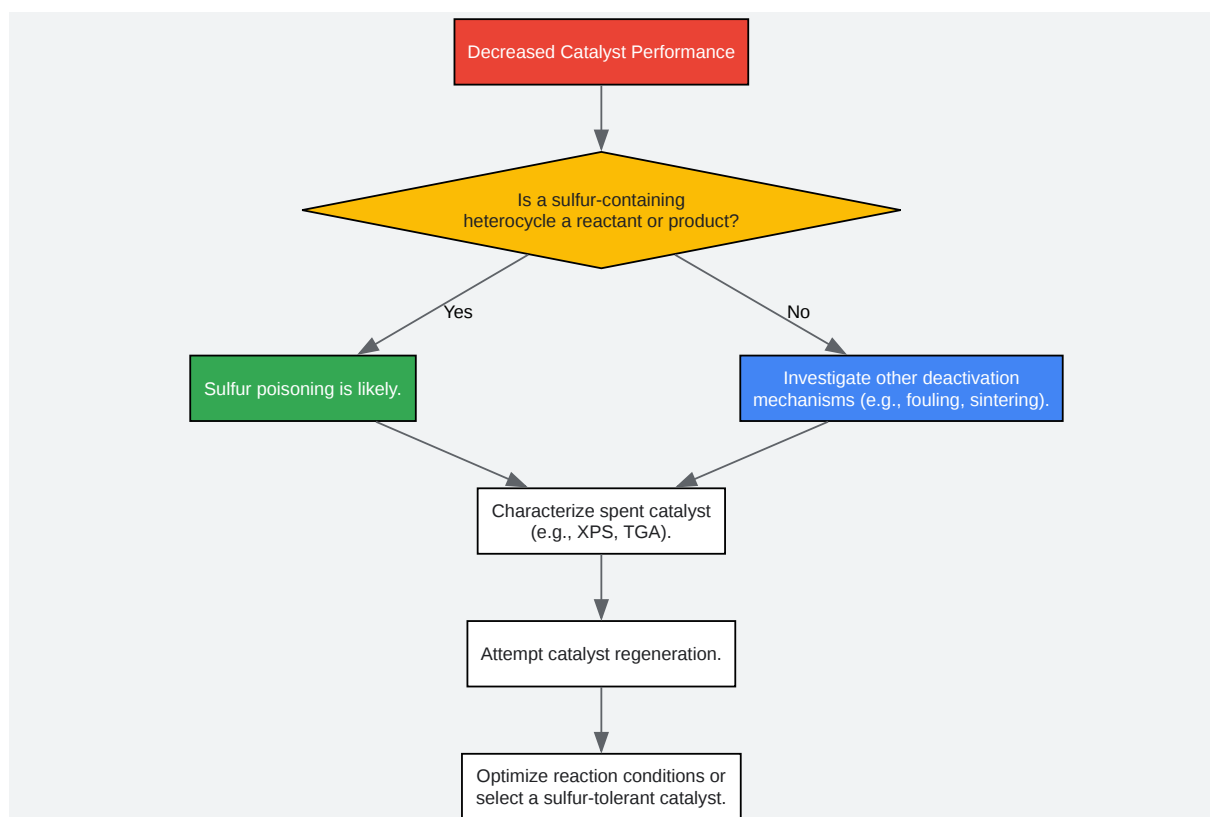 Decreased Catalyst Performance
Is a sulfur-containing
heterocycle a reactant or product?
Yes
No
Sulfur poisoning is likely.
Investigate other deactivation
mechanisms (e.g., fouling, sintering).
Characterize spent catalyst
(e.g., XPS, TGA).
Attempt catalyst regeneration.
Optimize reaction conditions or
select a sulfur-tolerant catalyst.